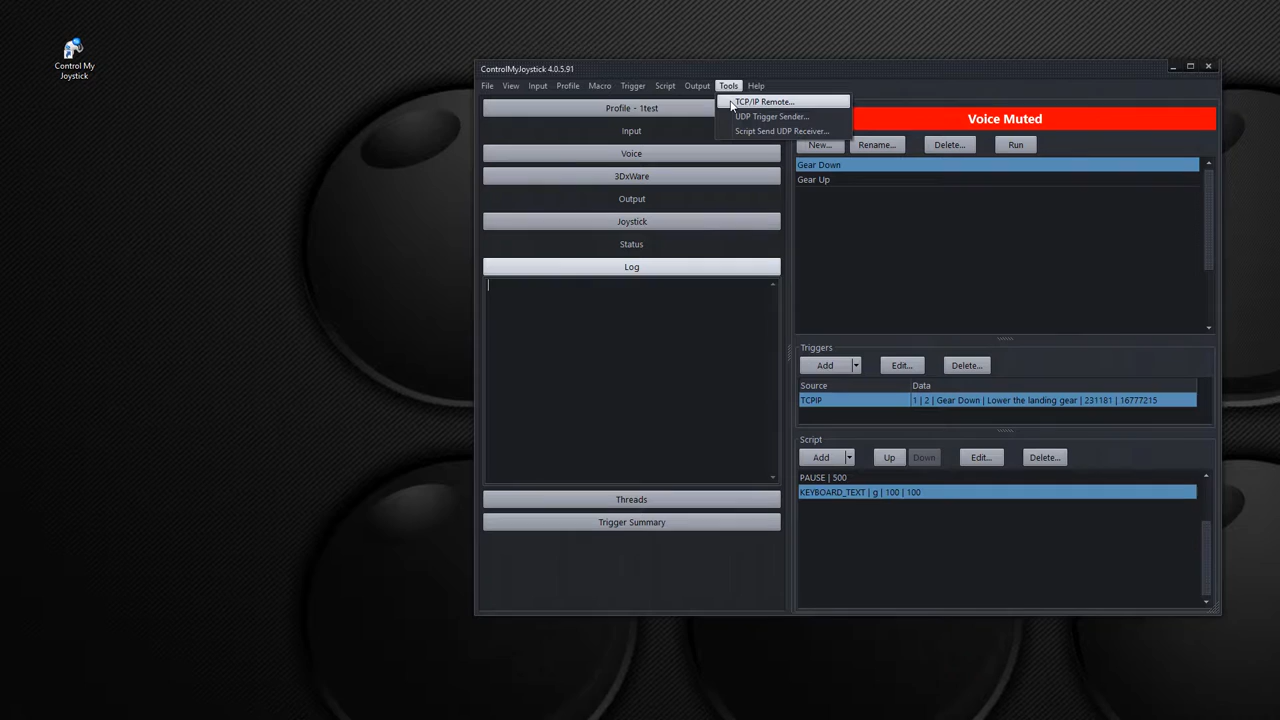 Control My
Joystick
ControlMyJoystick 4.0.5.91
File View Input Profile Macro Trigger Script Output Tools Help
TCP/IP Remote...
UDP Trigger Sender...
Script Send UDP Receiver...
Profile - 1test
Input
Voice
3DxWare
Output
Joystick
Status
Log
Threads
Trigger Summary
Voice Muted
New... Rename... Delete... Run
Gear Down
Gear Up
Triggers
Add Edit... Delete...
Source Data
TCPIP 1 | 2 | Gear Down | Lower the landing gear | 231181 | 16777215
Script
Add Up Down Edit... Delete...
PAUSE | 500
KEYBOARD_TEXT | g | 100 | 100